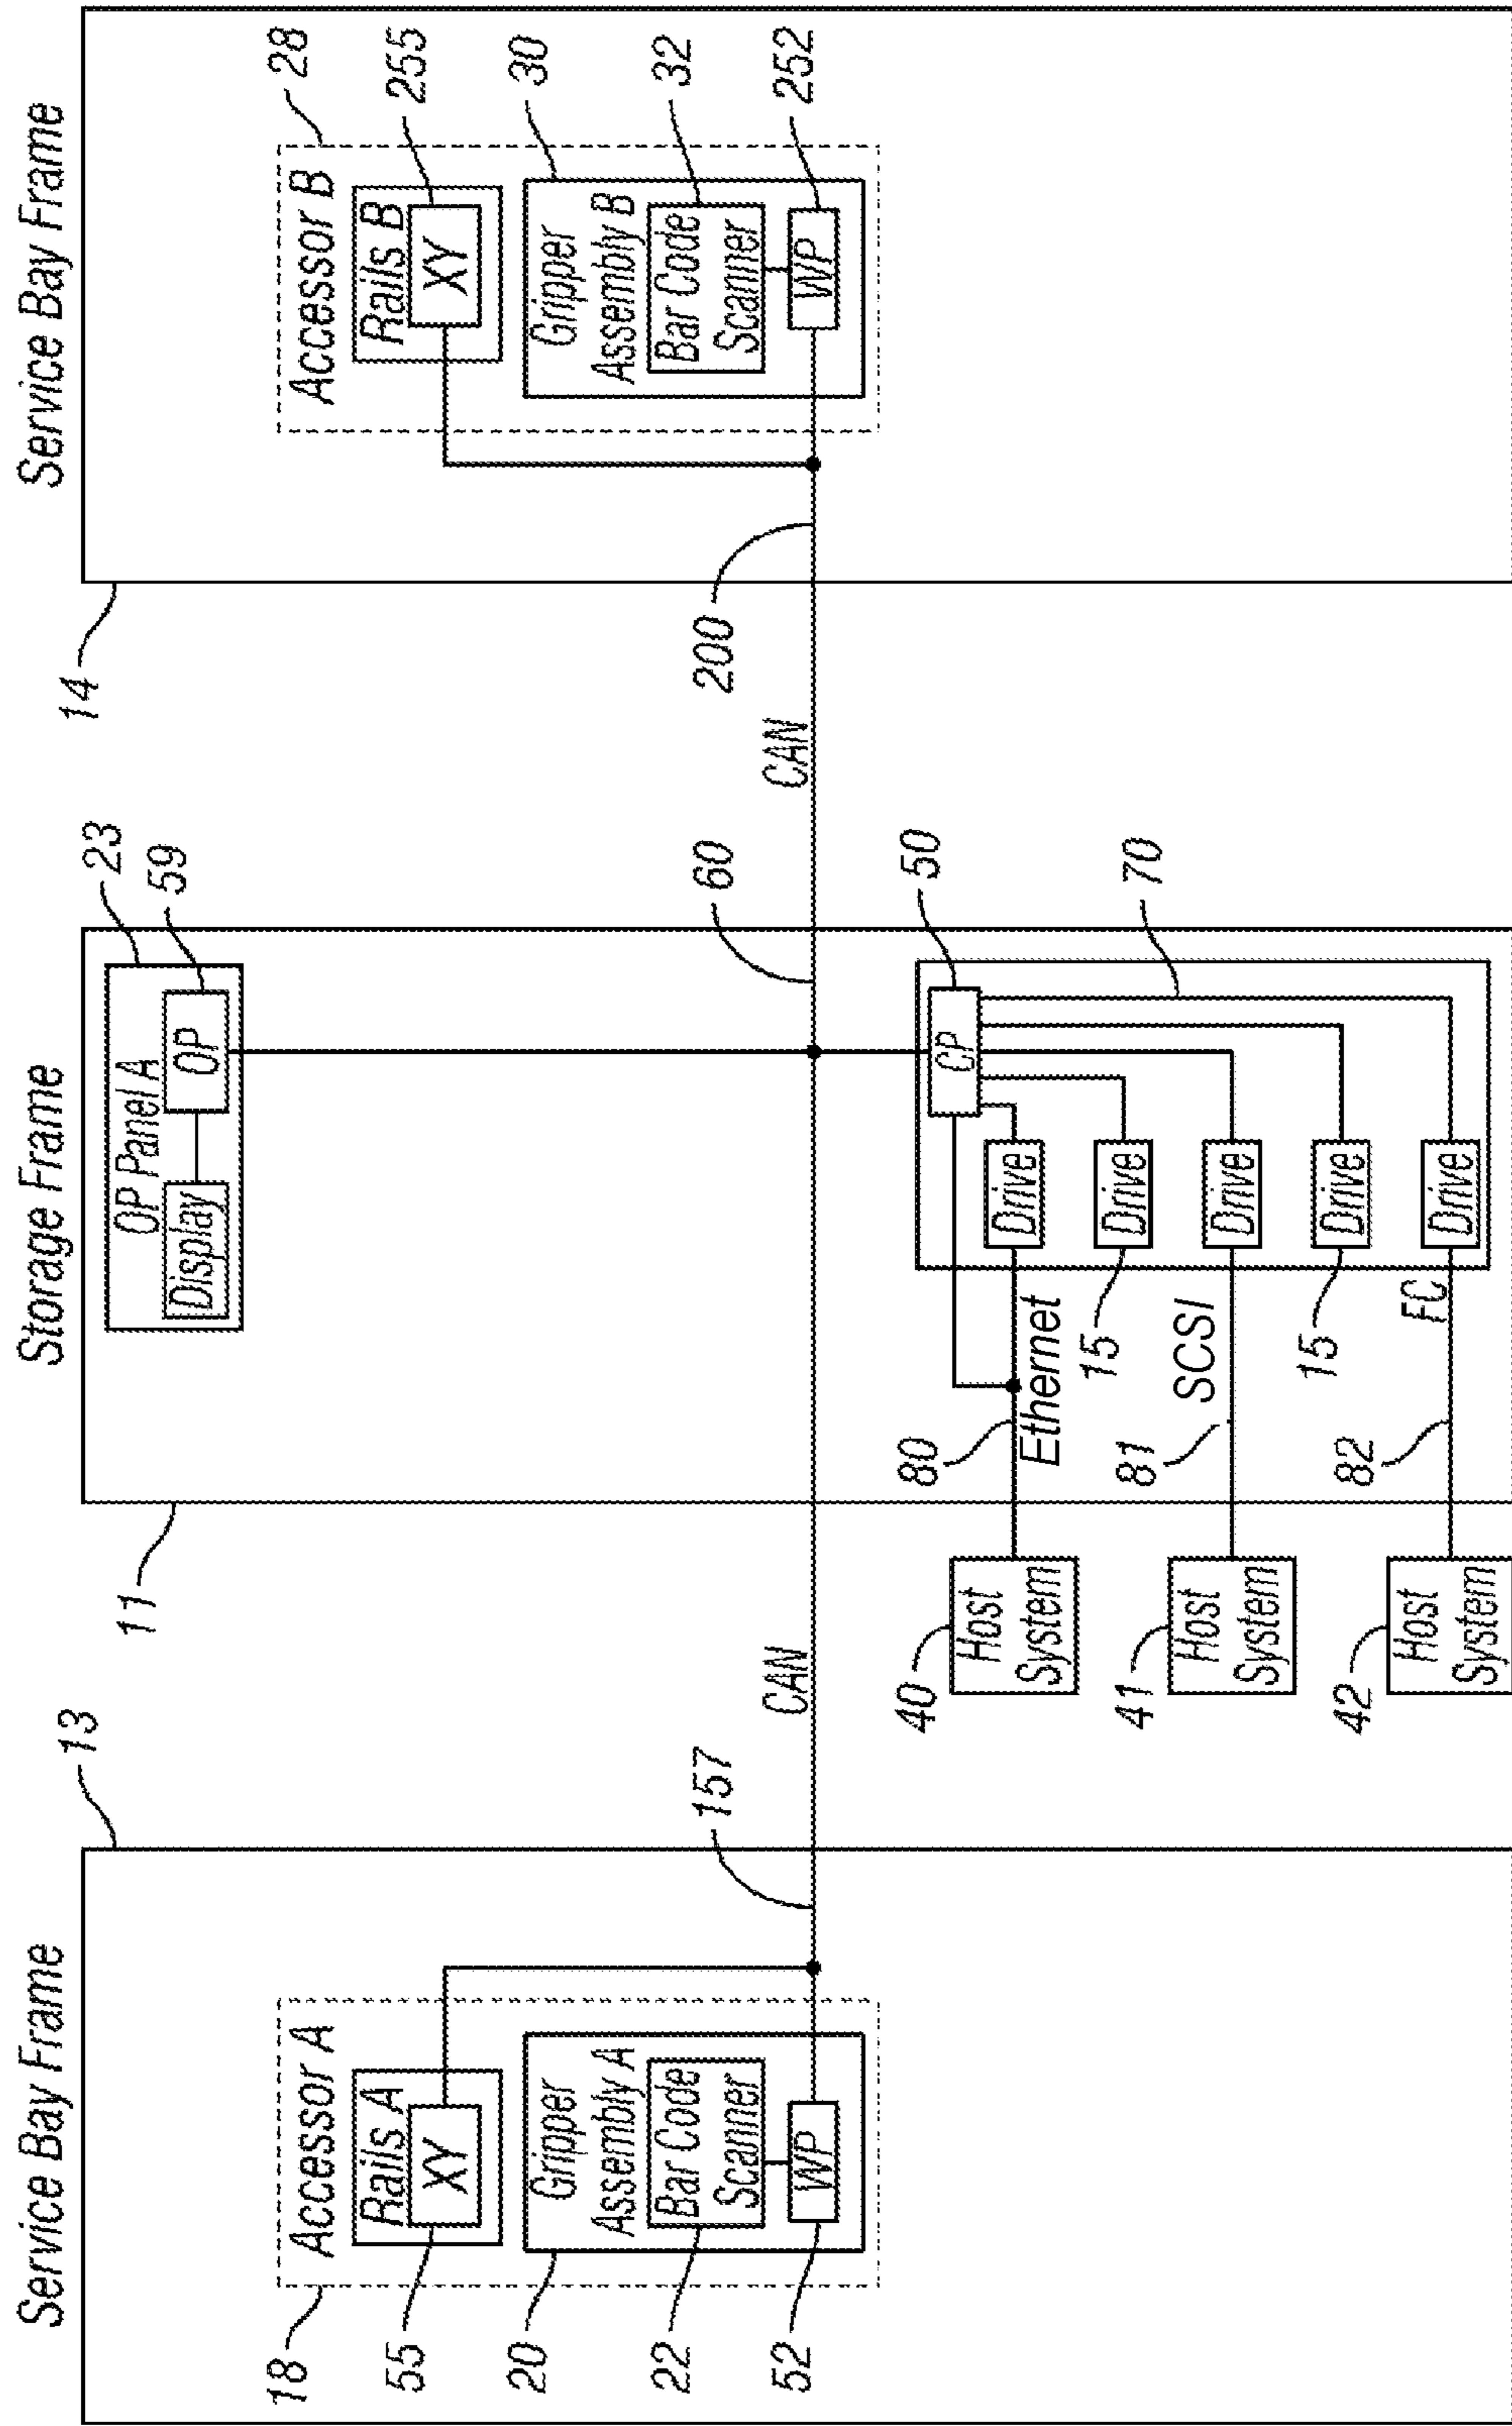 Service Bay Frame
13
18
Accessor A
Rails A
XY
55
20
Gripper
Assembly A
22
Bar Code
Scanner
52
WP
157
CAN
Storage Frame
11
23
OP Panel A
Display
OP
59
60
50
CP
70
40
Host
System
80
Ethernet
Drive
15
Drive
41
Host
System
81
SCSI
Drive
15
Drive
42
Host
System
82
FC
Drive
Service Bay Frame
14
CAN
200
28
Accessor B
Rails B
XY
255
30
Gripper
Assembly B
32
Bar Code
Scanner
WP
252